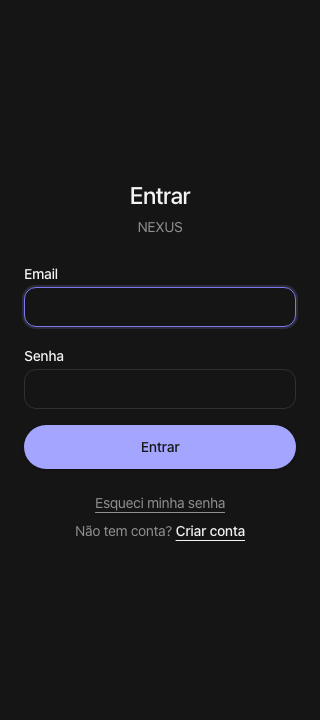 Entrar
NEXUS
Email
Senha
Entrar
Esqueci minha senha
Não tem conta? Criar conta